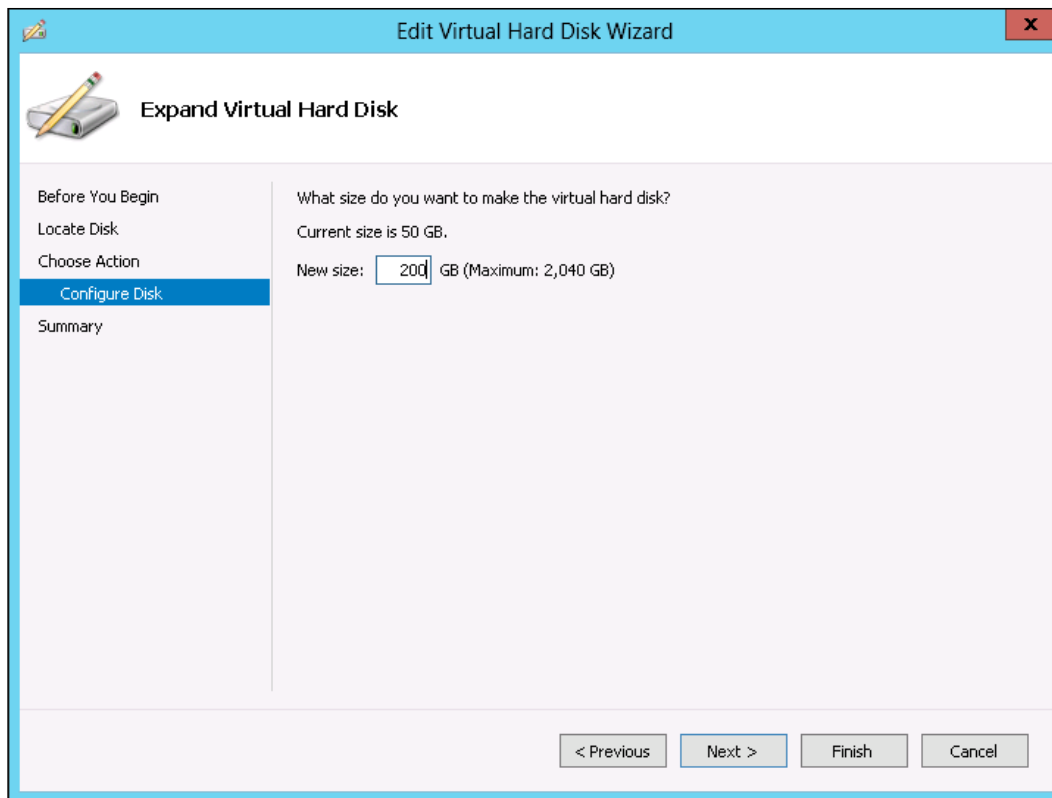 Edit Virtual Hard Disk Wizard
x
Expand Virtual Hard Disk
Before You Begin
Locate Disk
Choose Action
Configure Disk
Summary
What size do you want to make the virtual hard disk?
Current size is 50 GB.
New size: 200 GB (Maximum: 2,040 GB)
< Previous Next > Finish Cancel